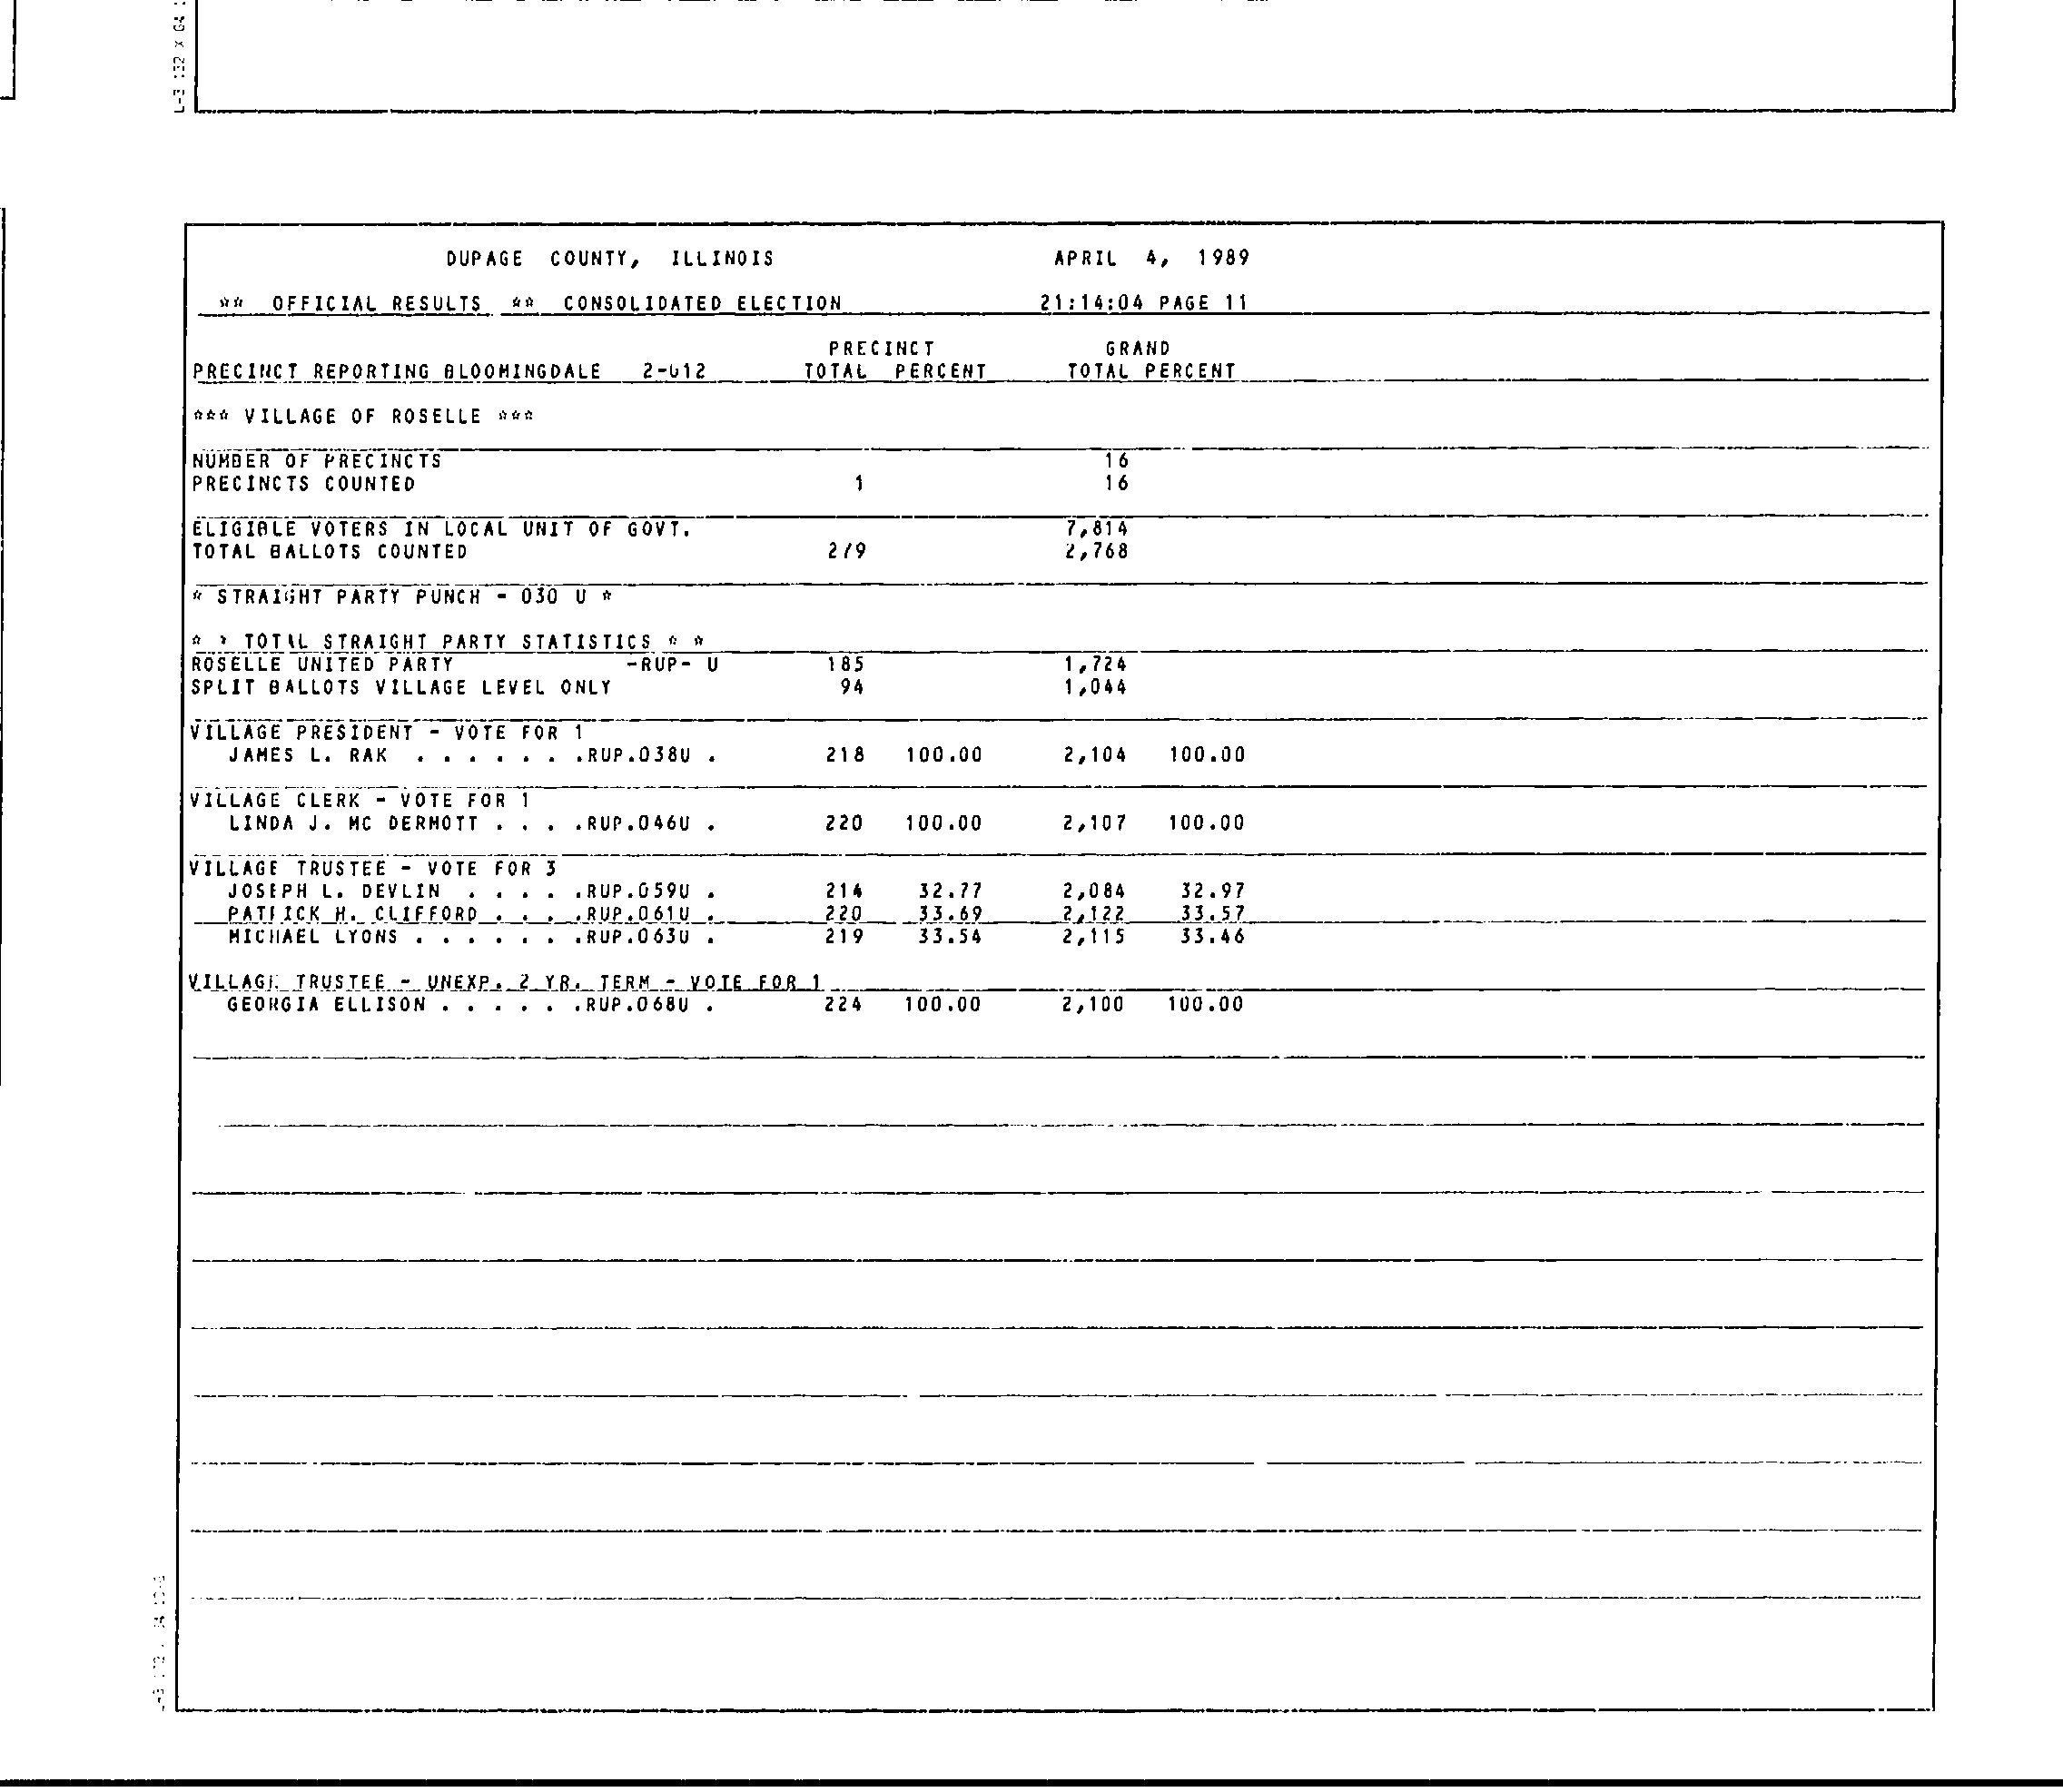 L-3 132 X G4
DUPAGE COUNTY, ILLINOIS APRIL 4, 1989
** OFFICIAL RESULTS ** CONSOLIDATED ELECTION 21:14:04 PAGE 11
PRECINCT GRAND
PRECINCT REPORTING BLOOMINGDALE 2-012 TOTAL PERCENT TOTAL PERCENT
*** VILLAGE OF ROSELLE ***
NUMBER OF PRECINCTS 16
PRECINCTS COUNTED 1 16
ELIGIBLE VOTERS IN LOCAL UNIT OF GOVT. 7,814
TOTAL BALLOTS COUNTED 279 2,768
* STRAIGHT PARTY PUNCH - 030 U *
* * TOTAL STRAIGHT PARTY STATISTICS * *
ROSELLE UNITED PARTY -RUP- U 185 1,724
SPLIT BALLOTS VILLAGE LEVEL ONLY 94 1,044
VILLAGE PRESIDENT - VOTE FOR 1
JAMES L. RAK . . . . . . .RUP.038U . 218 100.00 2,104 100.00
VILLAGE CLERK - VOTE FOR 1
LINDA J. MC DERMOTT . . . .RUP.046U . 220 100.00 2,107 100.00
VILLAGE TRUSTEE - VOTE FOR 3
JOSEPH L. DEVLIN . . . . .RUP.059U . 214 32.77 2,084 32.97
PATRICK H. CLIFFORD . . . .RUP.061U . 220 33.69 2,122 33.57
MICHAEL LYONS . . . . . . .RUP.063U . 219 33.54 2,115 33.46
VILLAGE TRUSTEE - UNEXP. 2 YR. TERM - VOTE FOR 1
GEORGIA ELLISON . . . . . .RUP.068U . 224 100.00 2,100 100.00